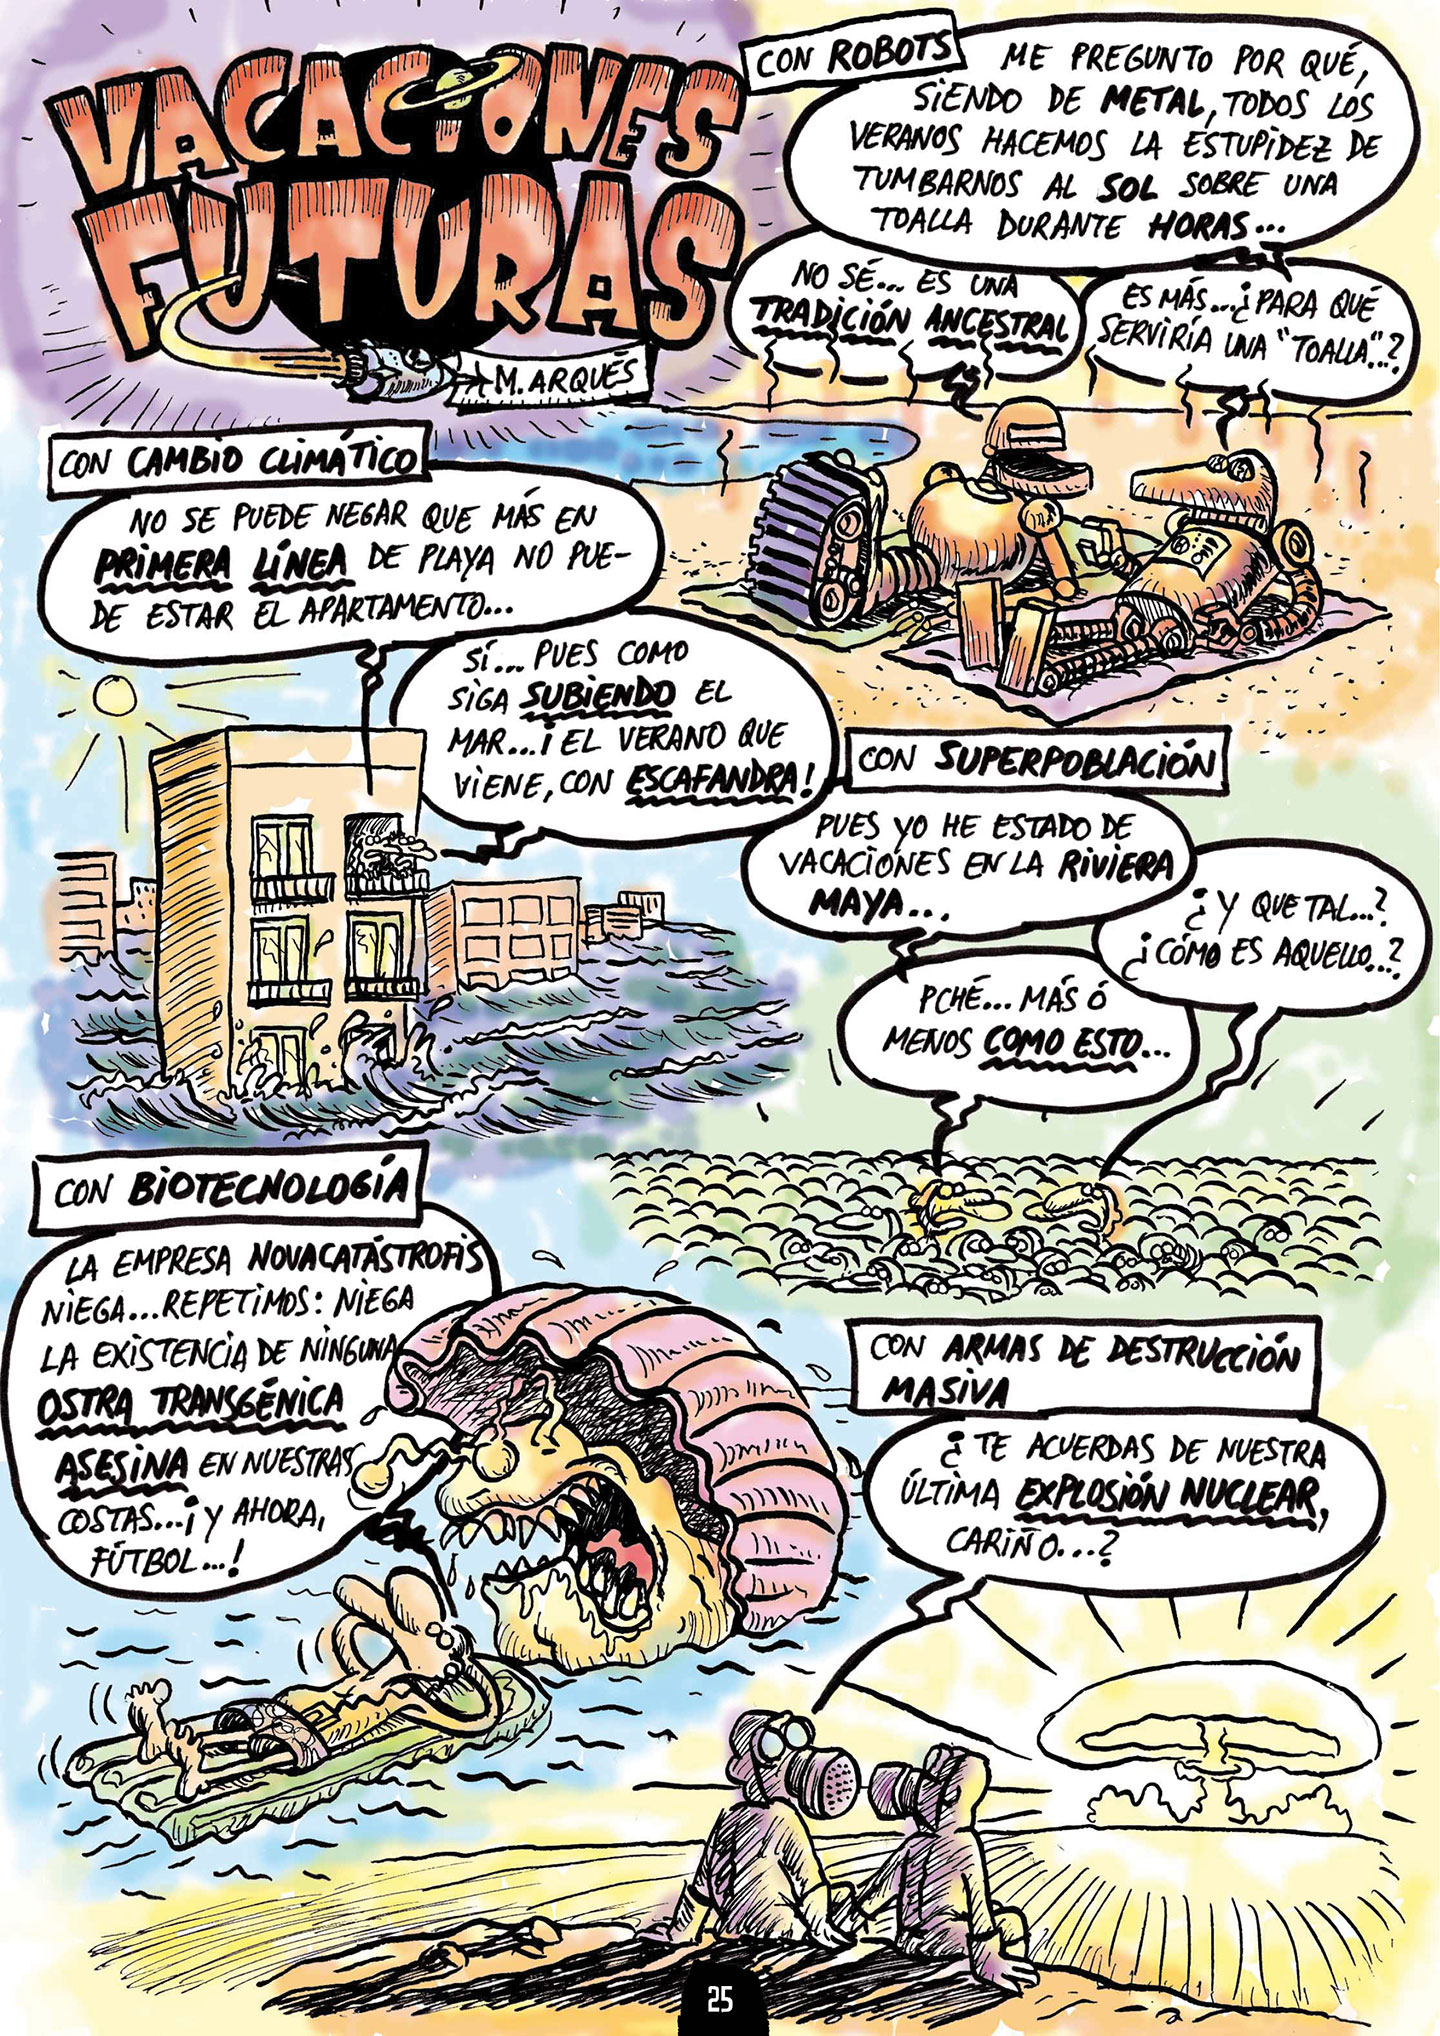 VACACIONES
FUTURAS
M. ARQUÉS
CON ROBOTS
ME PREGUNTO POR QUÉ,
SIENDO DE METAL, TODOS LOS
VERANOS HACEMOS LA ESTUPIDEZ DE
TUMBARNOS AL SOL SOBRE UNA
TOALLA DURANTE HORAS...
NO SÉ... ES UNA
TRADICIÓN ANCESTRAL
ES MÁS...¿PARA QUÉ
SERVIRÍA UNA "TOALLA"..?
CON CAMBIO CLIMÁTICO
NO SE PUEDE NEGAR QUE MÁS EN
PRIMERA LÍNEA DE PLAYA NO PUE-
DE ESTAR EL APARTAMENTO...
SÍ... PUES COMO
SIGA SUBIENDO EL
MAR...¡EL VERANO QUE
VIENE, CON ESCAFANDRA!
CON SUPERPOBLACIÓN
PUES YO HE ESTADO DE
VACACIONES EN LA RIVIERA
MAYA...
¿Y QUE TAL...?
¿CÓMO ES AQUELLO..?
PCHÉ... MÁS Ó
MENOS COMO ESTO...
CON BIOTECNOLOGÍA
LA EMPRESA NOVACATÁSTROFIS
NIEGA...REPETIMOS: NIEGA
LA EXISTENCIA DE NINGUNA
OSTRA TRANSGÉNICA
ASESINA EN NUESTRAS
COSTAS...¡Y AHORA,
FÚTBOL...!
CON ARMAS DE DESTRUCCIÓN
MASIVA
¿TE ACUERDAS DE NUESTRA
ÚLTIMA EXPLOSIÓN NUCLEAR,
CARIÑO...?
25